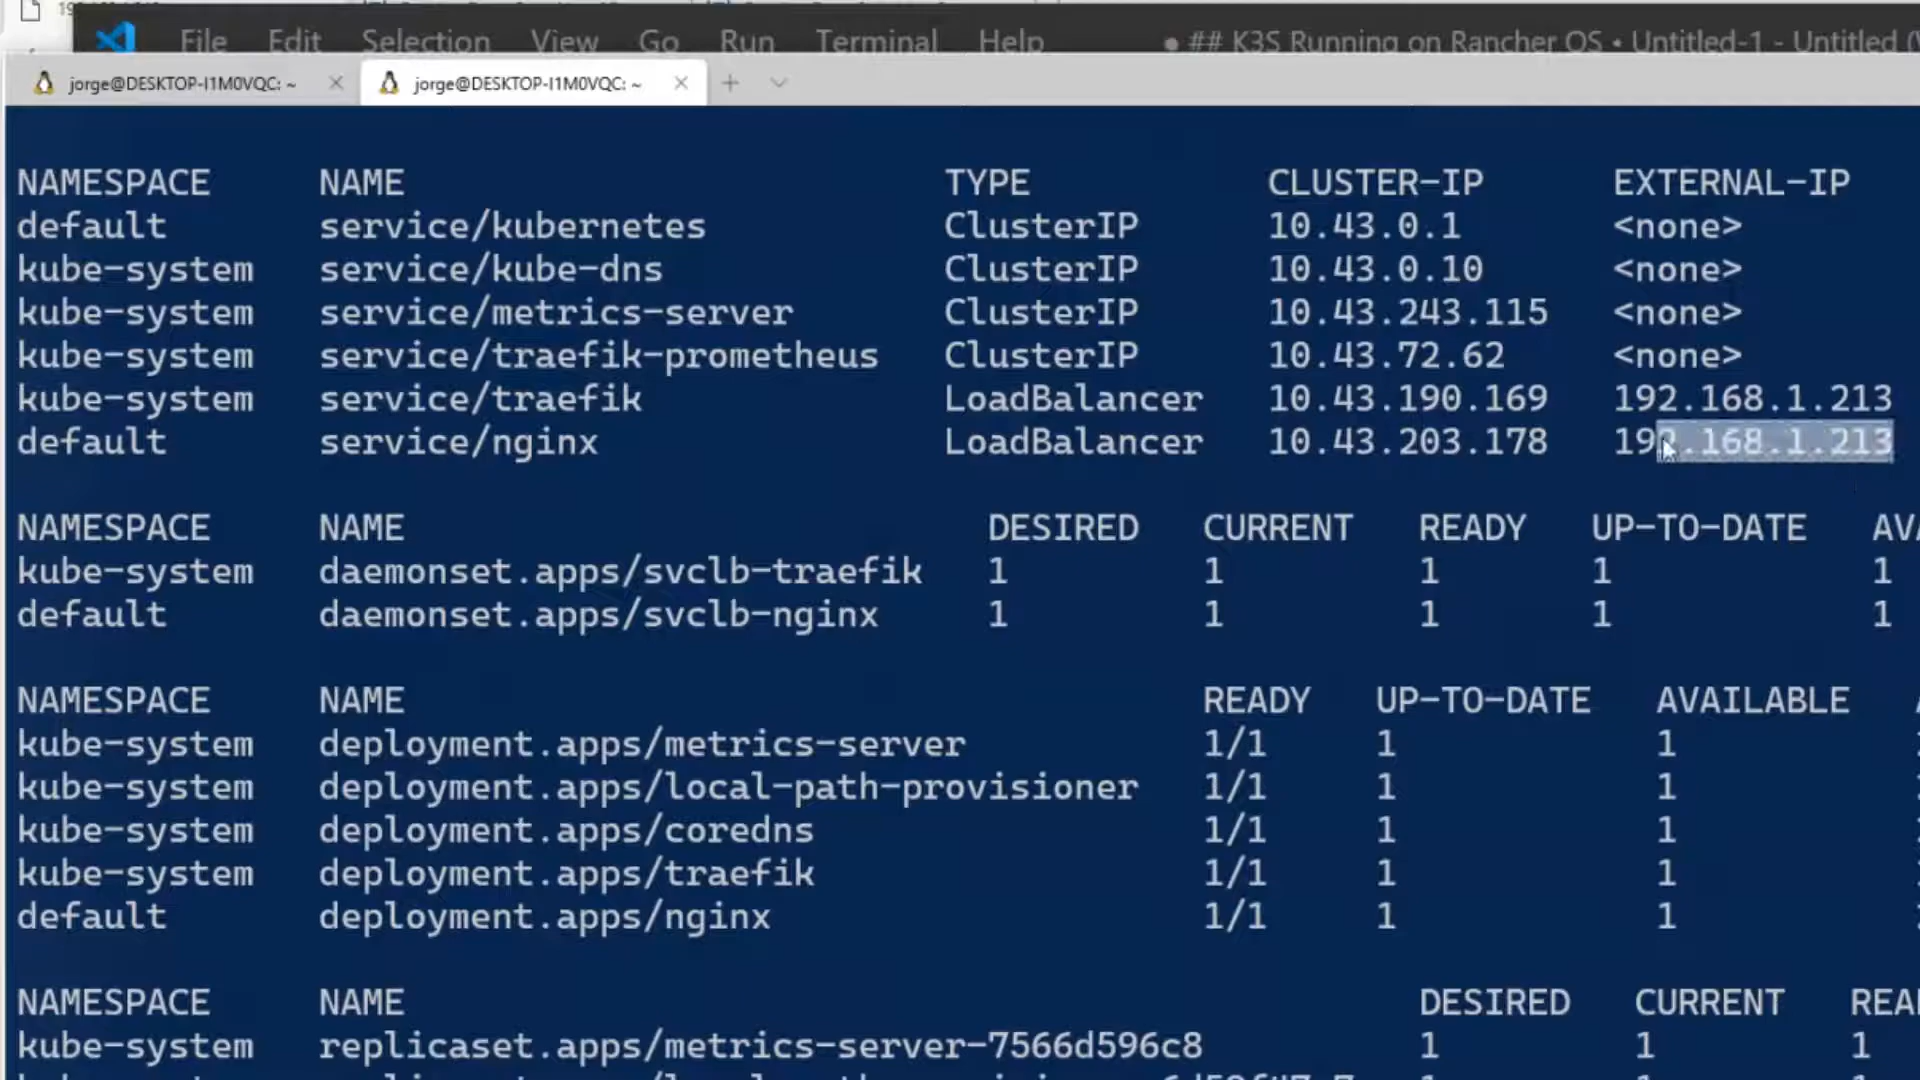 File Edit Selection View Go Run Terminal Help ● ## K3S Running on Rancher OS • Untitled-1 - Untitled (
jorge@DESKTOP-I1M0VQC: ~ × jorge@DESKTOP-I1M0VQC: ~ × +
NAMESPACE NAME TYPE CLUSTER-IP EXTERNAL-IP
default service/kubernetes ClusterIP 10.43.0.1 <none>
kube-system service/kube-dns ClusterIP 10.43.0.10 <none>
kube-system service/metrics-server ClusterIP 10.43.243.115 <none>
kube-system service/traefik-prometheus ClusterIP 10.43.72.62 <none>
kube-system service/traefik LoadBalancer 10.43.190.169 192.168.1.213
default service/nginx LoadBalancer 10.43.203.178 192.168.1.213
NAMESPACE NAME DESIRED CURRENT READY UP-TO-DATE AVA
kube-system daemonset.apps/svclb-traefik 1 1 1 1 1
default daemonset.apps/svclb-nginx 1 1 1 1 1
NAMESPACE NAME READY UP-TO-DATE AVAILABLE
kube-system deployment.apps/metrics-server 1/1 1 1
kube-system deployment.apps/local-path-provisioner 1/1 1 1
kube-system deployment.apps/coredns 1/1 1 1
kube-system deployment.apps/traefik 1/1 1 1
default deployment.apps/nginx 1/1 1 1
NAMESPACE NAME DESIRED CURRENT REA
kube-system replicaset.apps/metrics-server-7566d596c8 1 1 1